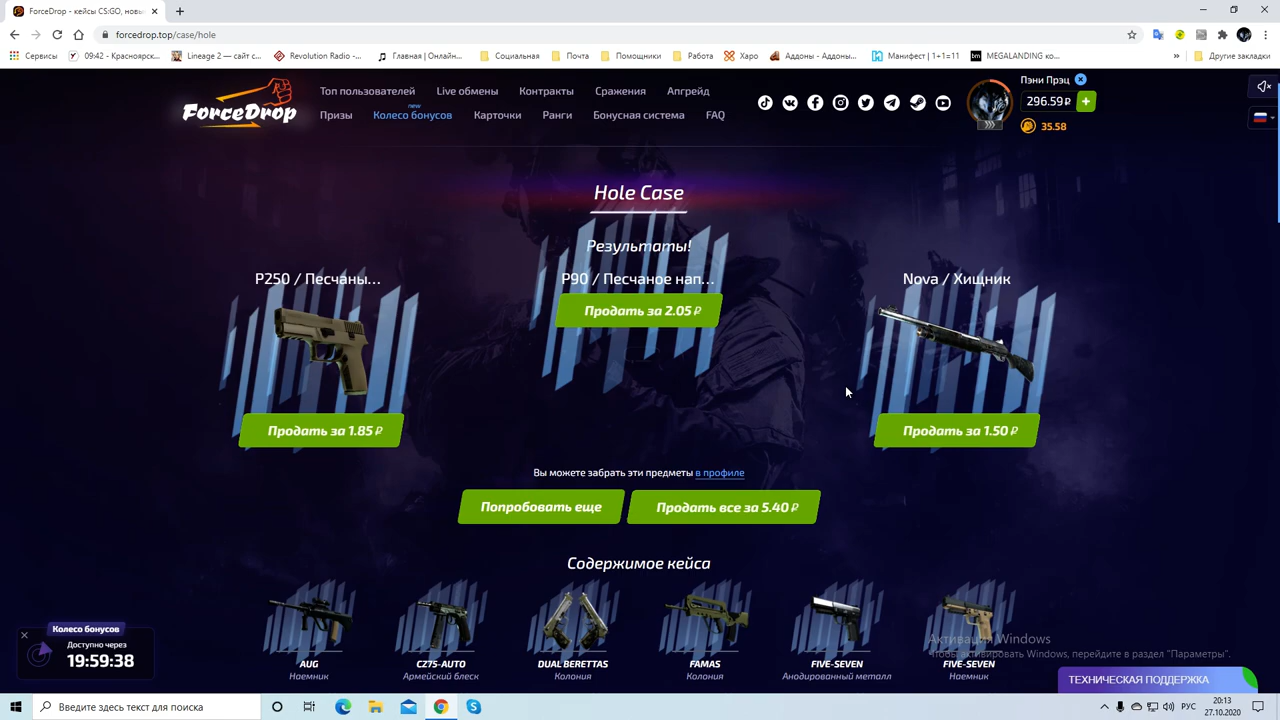 ForceDrop - кейсы CS:GO, новы
forcedrop.top/case/hole
Сервисы
09:42 - Красноярск...
Lineage 2 — сайт с...
Revolution Radio -...
Главная | Онлайн...
Социальная
Почта
Помощники
Работа
Харо
Аддоны - Аддоны...
Манифест | 1+1=11
MEGALANDING ко...
»
Другие закладки
ForceDrop
Топ пользователей
Live обмены
Контракты
Сражения
Апгрейд
new
Призы
Колесо бонусов
Карточки
Ранги
Бонусная система
FAQ
Пэни Прэц
296.59₽
35.58
Hole Case
Результаты!
P250 / Песчаны...
P90 / Песчаное нап...
Nova / Хищник
Продать за 2.05 ₽
Продать за 1.85 ₽
Продать за 1.50 ₽
Вы можете забрать эти предметы в профиле
Попробовать еще
Продать все за 5.40 ₽
Содержимое кейса
AUG
Наемник
CZ75-AUTO
Армейский блеск
DUAL BERETTAS
Колония
FAMAS
Колония
FIVE-SEVEN
Анодированный металл
FIVE-SEVEN
Наемник
Колесо бонусов
Доступно через
19:59:38
Активация Windows
Чтобы активировать Windows, перейдите в раздел "Параметры".
ТЕХНИЧЕСКАЯ ПОДДЕРЖКА
Введите здесь текст для поиска
РУС
20:13
27.10.2020